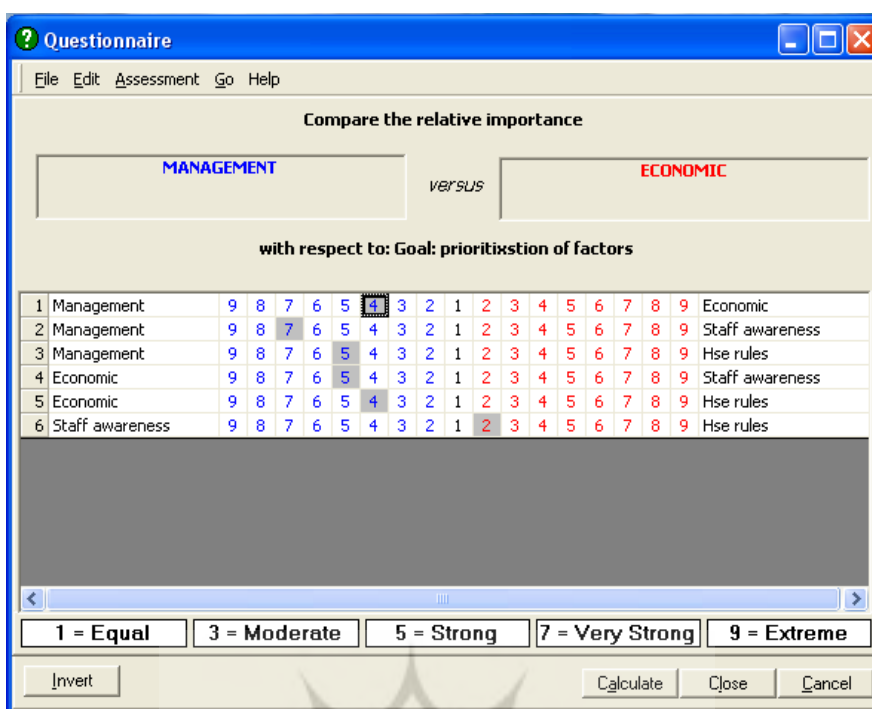 ? Questionnaire
File Edit Assessment Go Help
Compare the relative importance
MANAGEMENT versus ECONOMIC
with respect to: Goal: prioritixstion of factors
1 Management 9 8 7 6 5 4 3 2 1 2 3 4 5 6 7 8 9 Economic
2 Management 9 8 7 6 5 4 3 2 1 2 3 4 5 6 7 8 9 Staff awareness
3 Management 9 8 7 6 5 4 3 2 1 2 3 4 5 6 7 8 9 Hse rules
4 Economic 9 8 7 6 5 4 3 2 1 2 3 4 5 6 7 8 9 Staff awareness
5 Economic 9 8 7 6 5 4 3 2 1 2 3 4 5 6 7 8 9 Hse rules
6 Staff awareness 9 8 7 6 5 4 3 2 1 2 3 4 5 6 7 8 9 Hse rules
1 = Equal 3 = Moderate 5 = Strong 7 = Very Strong 9 = Extreme
Invert Calculate Close Cancel